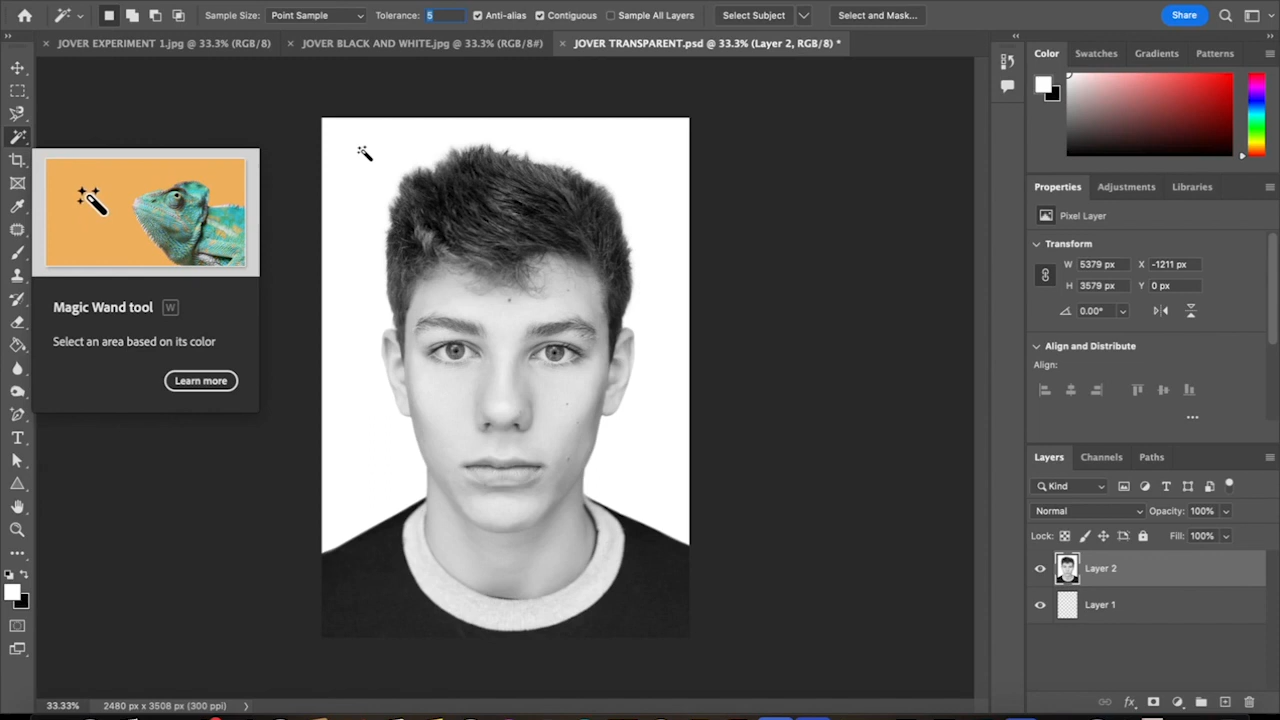 Sample Size: Point Sample Tolerance: 5 Anti-alias Contiguous Sample All Layers Select Subject Select and Mask... Share
× JOVER EXPERIMENT 1.jpg @ 33.3% (RGB/8) × JOVER BLACK AND WHITE.jpg @ 33.3% (RGB/8#) × JOVER TRANSPARENT.psd @ 33.3% (Layer 2, RGB/8) *
Color Swatches Gradients Patterns
Magic Wand tool W
Select an area based on its color
Learn more
Properties Adjustments Libraries
Pixel Layer
Transform
W 5379 px X -1211 px
H 3579 px Y 0 px
0.00°
Align and Distribute
Align:
Layers Channels Paths
Kind
Normal Opacity: 100%
Lock: Fill: 100%
Layer 2
Layer 1
33.33% 2480 px x 3508 px (300 ppi)